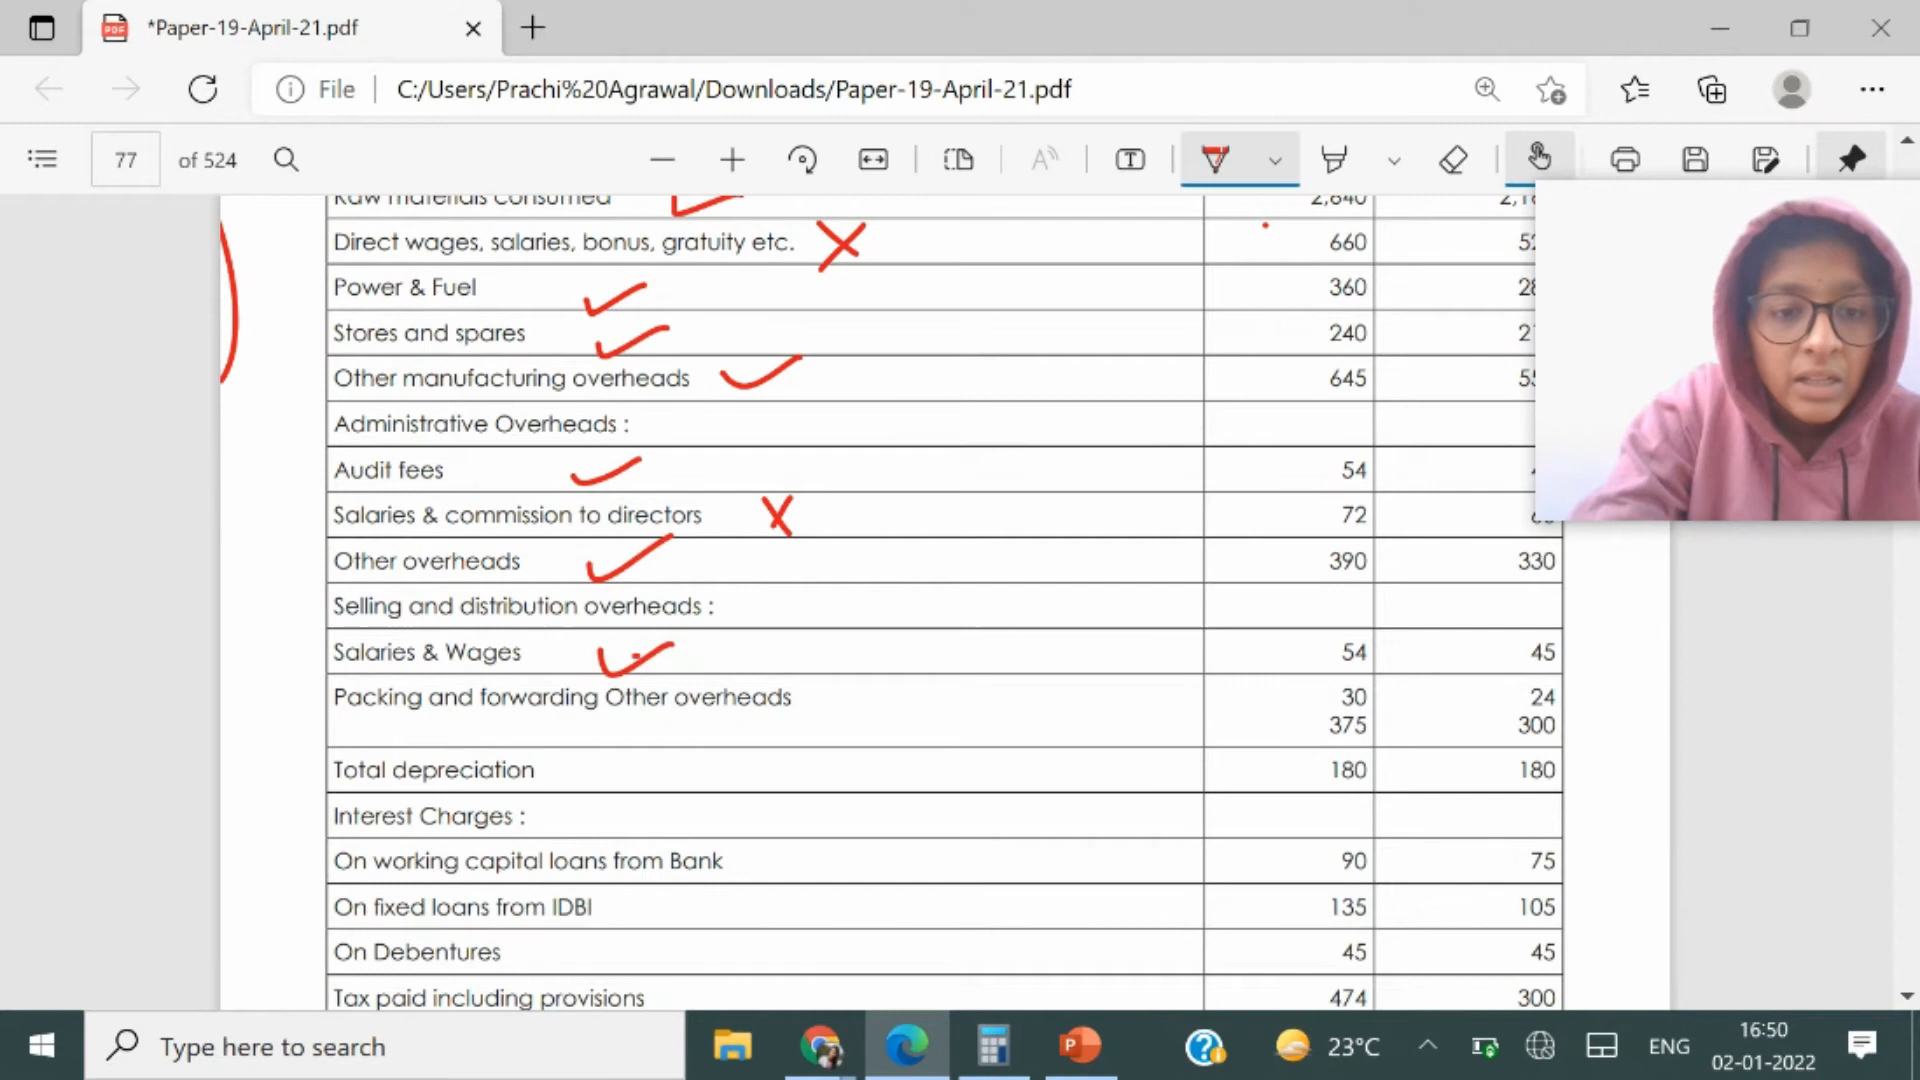 *Paper-19-April-21.pdf
File C:/Users/Prachi%20Agrawal/Downloads/Paper-19-April-21.pdf
77 of 524
Raw materials consumed 2,640
Direct wages, salaries, bonus, gratuity etc. 660
Power & Fuel 360
Stores and spares 240
Other manufacturing overheads 645
Administrative Overheads :
Audit fees 54
Salaries & commission to directors 72
Other overheads 390 330
Selling and distribution overheads :
Salaries & Wages 54 45
Packing and forwarding Other overheads 30 24
375 300
Total depreciation 180 180
Interest Charges :
On working capital loans from Bank 90 75
On fixed loans from IDBI 135 105
On Debentures 45 45
Tax paid including provisions 474 300
Type here to search
23°C
ENG
16:50
02-01-2022